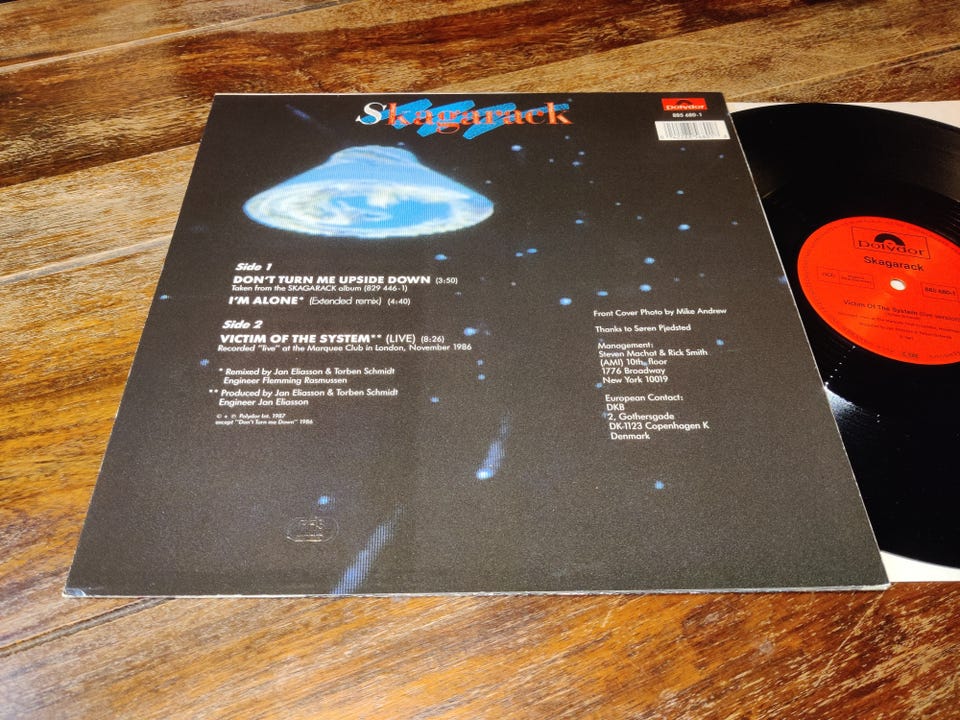 Skagarack
Polydor
885 680-1
Side 1
DON'T TURN ME UPSIDE DOWN (3:50)
Taken from the SKAGARACK album (829 446-1)
I'M ALONE* (Extended remix) (4:40)
Side 2
VICTIM OF THE SYSTEM** (LIVE) (8:26)
Recorded "live" at the Marquee Club in London, November 1986
* Remixed by Jan Eliasson & Torben Schmidt
Engineer Flemming Rasmussen
** Produced by Jan Eliasson & Torben Schmidt
Engineer Jan Eliasson
© + ℗ Polydor Int. 1987
except "Don't Turn me Down" 1986
Front Cover Photo by Mike Andrew
Thanks to Søren Pjedsted
Management:
Steven Machat & Rick Smith
(AMI) 10th. floor
1776 Broadway
New York 10019
European Contact:
DKB
2, Gothersgade
DK-1123 Copenhagen K
Denmark
Polydor
Skagarack
885 680-1
Victim Of The System (live version)